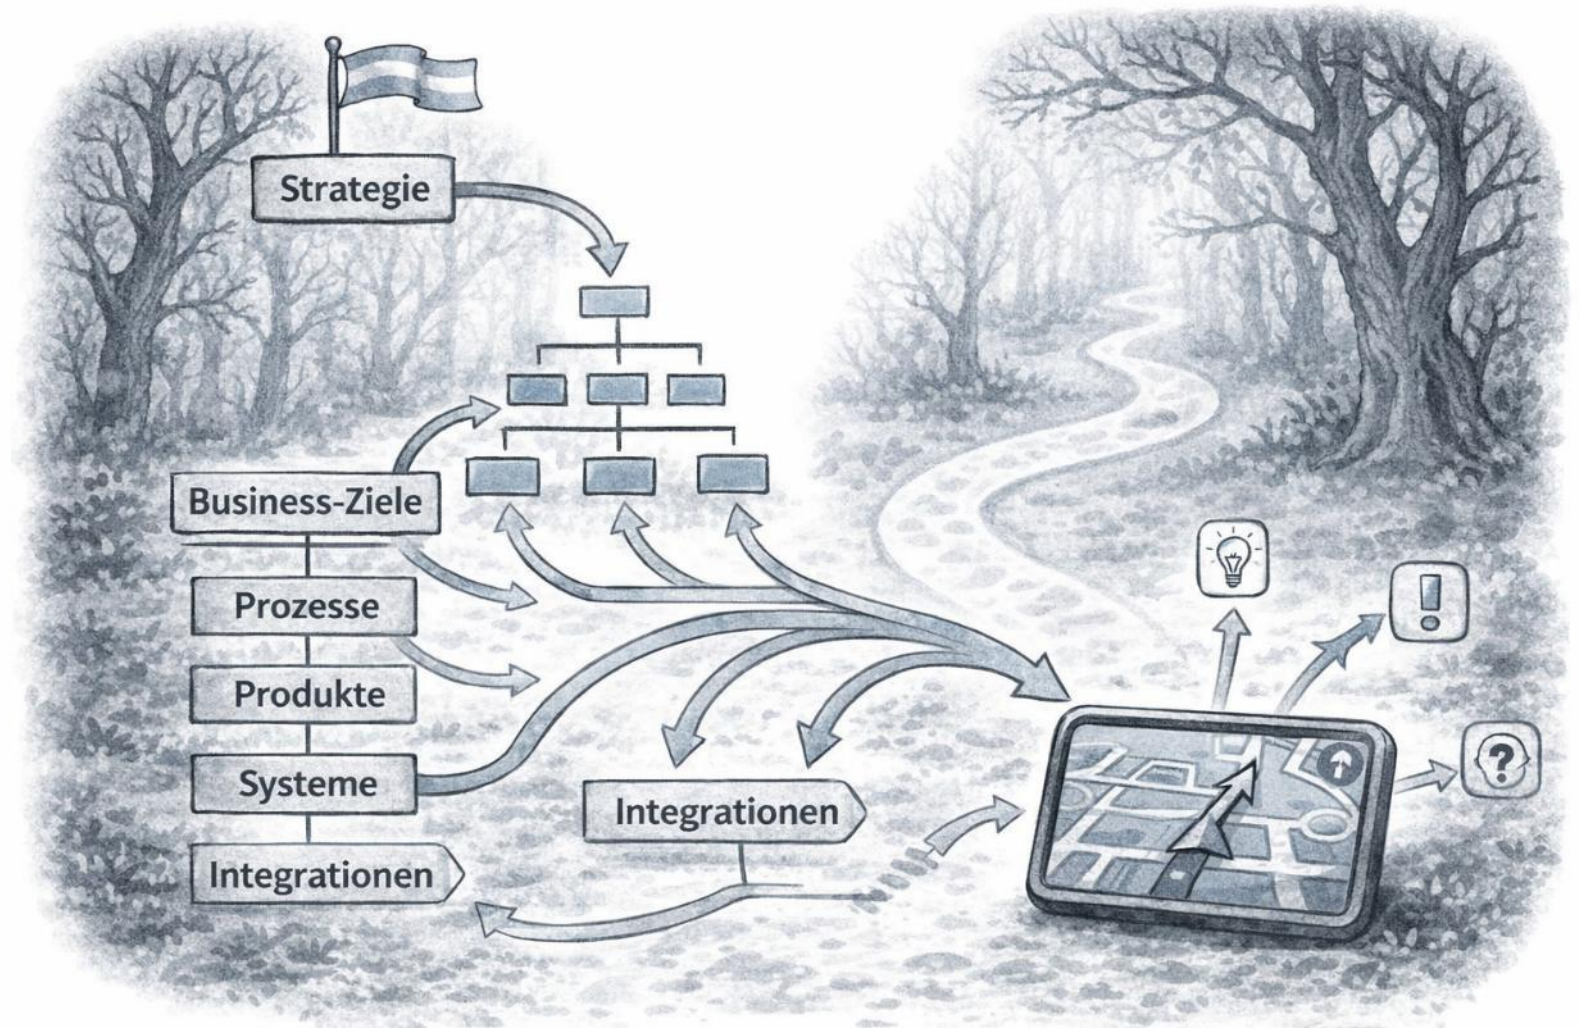 Strategie
Business-Ziele
Prozesse
Produkte
Systeme
Integrationen
Integrationen
!
?